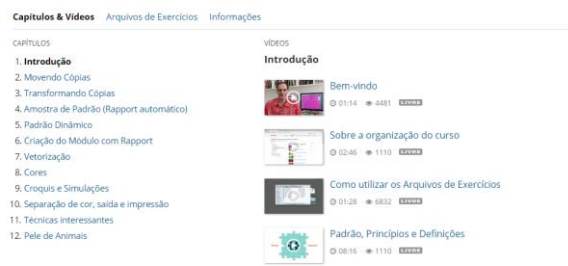 Capítulos & Vídeos Arquivos de Exercícios Informações
CAPÍTULOS
1. Introdução
2. Movendo Cópias
3. Transformando Cópias
4. Amostra de Padrão (Rapport automático)
5. Padrão Dinâmico
6. Criação do Módulo com Rapport
7. Vetorização
8. Cores
9. Croquis e Simulações
10. Separação de cor, saída e impressão
11. Técnicas interessantes
12. Pele de Animais
VÍDEOS
Introdução
Bem-vindo
01:14 4481 LIVRE
Sobre a organização do curso
02:46 1110 LIVRE
Como utilizar os Arquivos de Exercícios
01:28 6832 LIVRE
Padrão, Princípios e Definições
08:16 1110 LIVRE